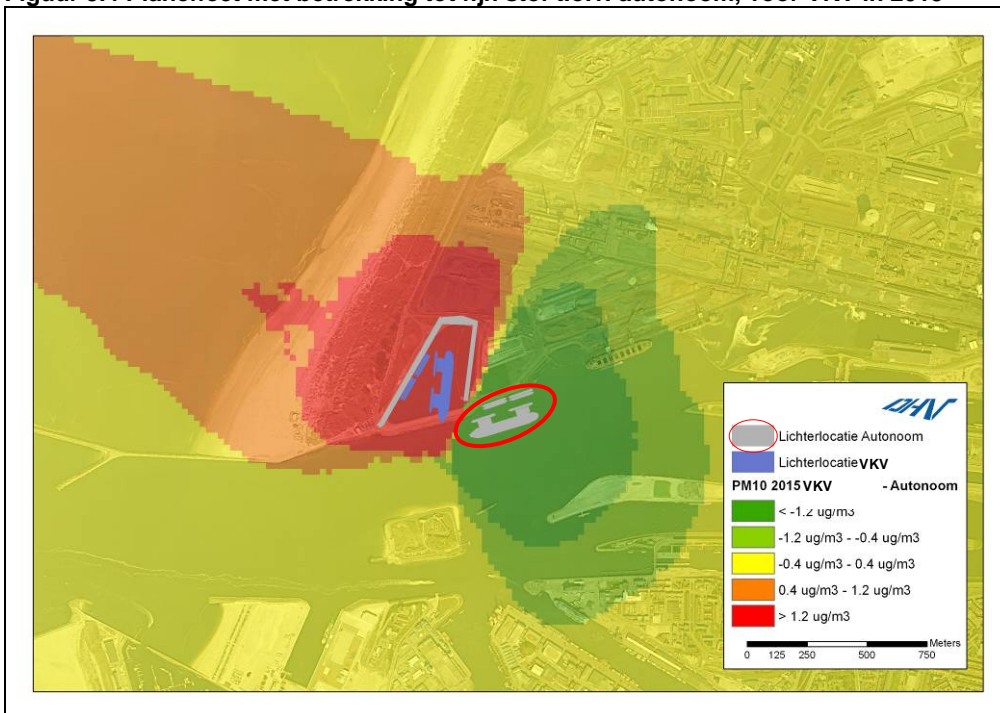 DHV
Lichterlocatie Autonoom
Lichterlocatie VKV
PM10 2015 VKV - Autonoom
< -1.2 ug/m3
-1.2 ug/m3 - -0.4 ug/m3
-0.4 ug/m3 - 0.4 ug/m3
0.4 ug/m3 - 1.2 ug/m3
> 1.2 ug/m3
Meters
0 125 250 500 750